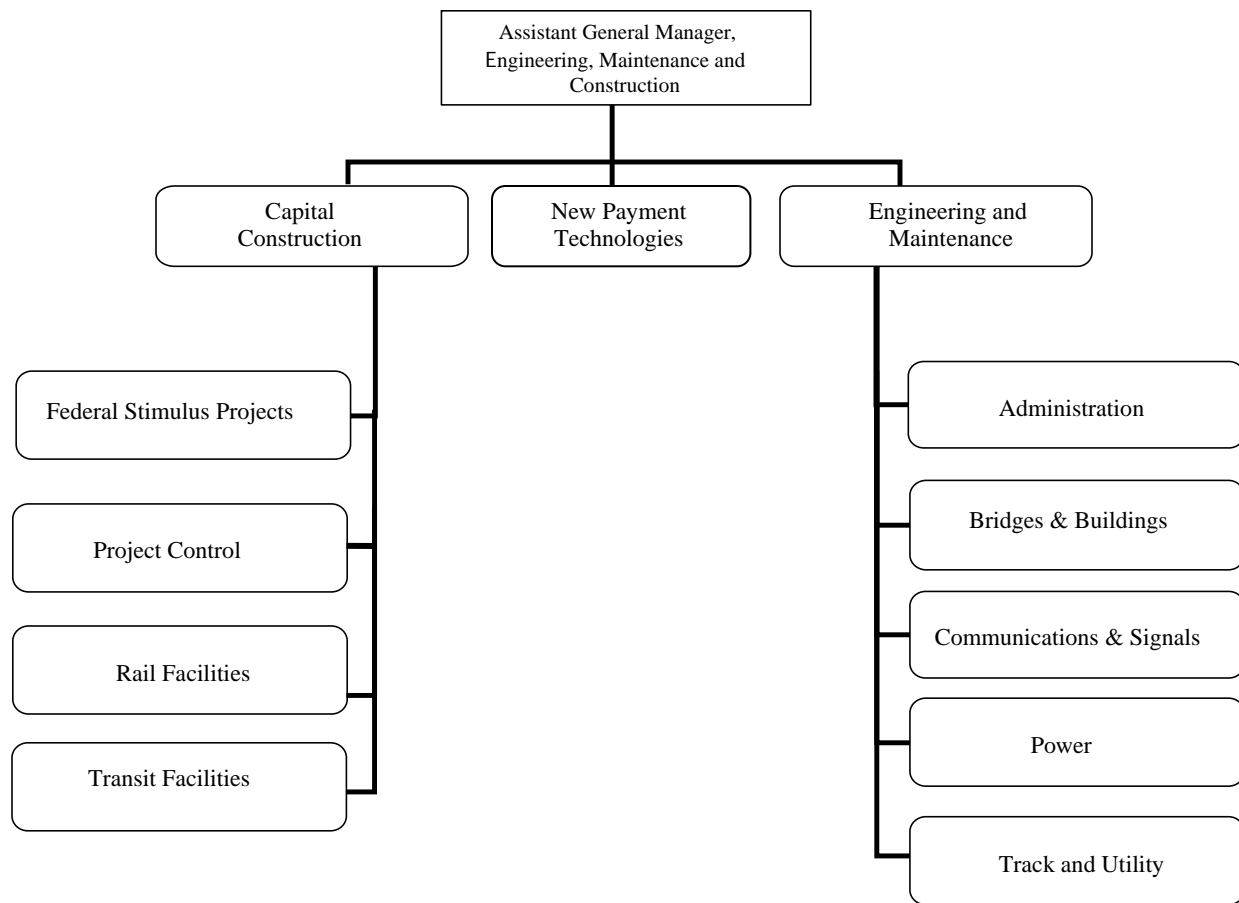 Assistant General Manager,
Engineering, Maintenance and
Construction
Capital
Construction
New Payment
Technologies
Engineering and
Maintenance
Federal Stimulus Projects
Project Control
Rail Facilities
Transit Facilities
Administration
Bridges & Buildings
Communications & Signals
Power
Track and Utility